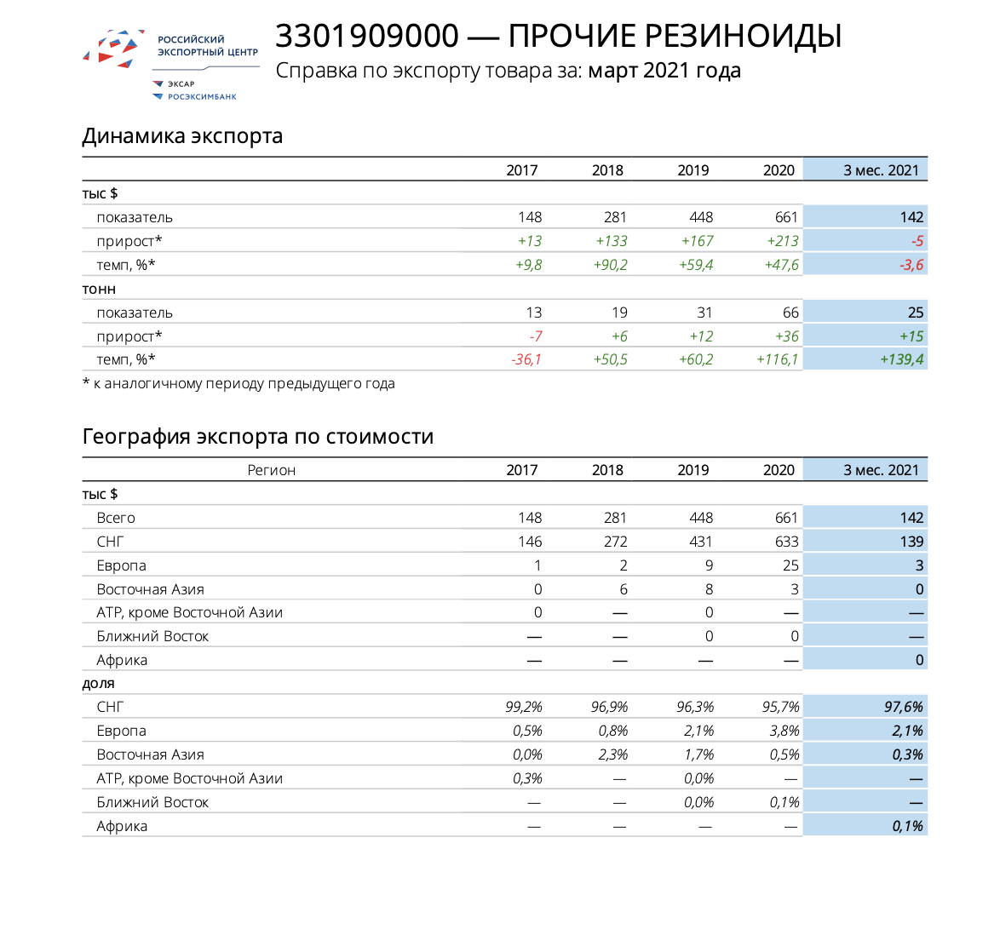 РОССИЙСКИЙ
ЭКСПОРТНЫЙ ЦЕНТР
ЭКСАР
РОСЭКСИМБАНК
3301909000 — ПРОЧИЕ РЕЗИНОИДЫ
Справка по экспорту товара за: март 2021 года
Динамика экспорта
2017 2018 2019 2020 3 мес. 2021
тыс $
показатель 148 281 448 661 142
прирост* +13 +133 +167 +213 -5
темп, %* +9,8 +90,2 +59,4 +47,6 -3,6
тонн
показатель 13 19 31 66 25
прирост* -7 +6 +12 +36 +15
темп, %* -36,1 +50,5 +60,2 +116,1 +139,4
* к аналогичному периоду предыдущего года
География экспорта по стоимости
Регион 2017 2018 2019 2020 3 мес. 2021
тыс $
Всего 148 281 448 661 142
СНГ 146 272 431 633 139
Европа 1 2 9 25 3
Восточная Азия 0 6 8 3 0
АТР, кроме Восточной Азии 0 — 0 — —
Ближний Восток — — 0 0 —
Африка — — — — 0
доля
СНГ 99,2% 96,9% 96,3% 95,7% 97,6%
Европа 0,5% 0,8% 2,1% 3,8% 2,1%
Восточная Азия 0,0% 2,3% 1,7% 0,5% 0,3%
АТР, кроме Восточной Азии 0,3% — 0,0% — —
Ближний Восток — — 0,0% 0,1% —
Африка — — — — 0,1%